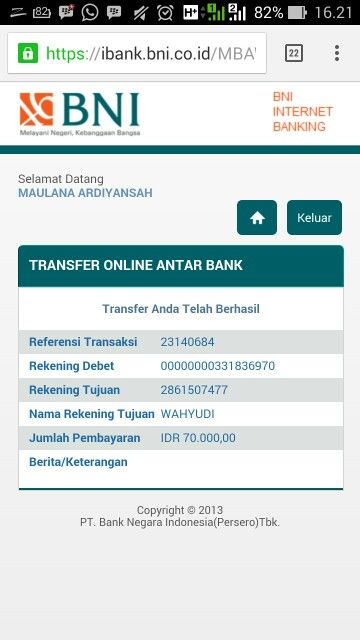 82 82% 16.21
https://ibank.bni.co.id/MBAW 22
BNI
Melayani Negeri, Kebanggaan Bangsa
BNI
INTERNET
BANKING
Selamat Datang
MAULANA ARDIYANSAH
Keluar
TRANSFER ONLINE ANTAR BANK
Transfer Anda Telah Berhasil
Referensi Transaksi 23140684
Rekening Debet 00000000331836970
Rekening Tujuan 2861507477
Nama Rekening Tujuan WAHYUDI
Jumlah Pembayaran IDR 70.000,00
Berita/Keterangan
Copyright © 2013
PT. Bank Negara Indonesia(Persero)Tbk.